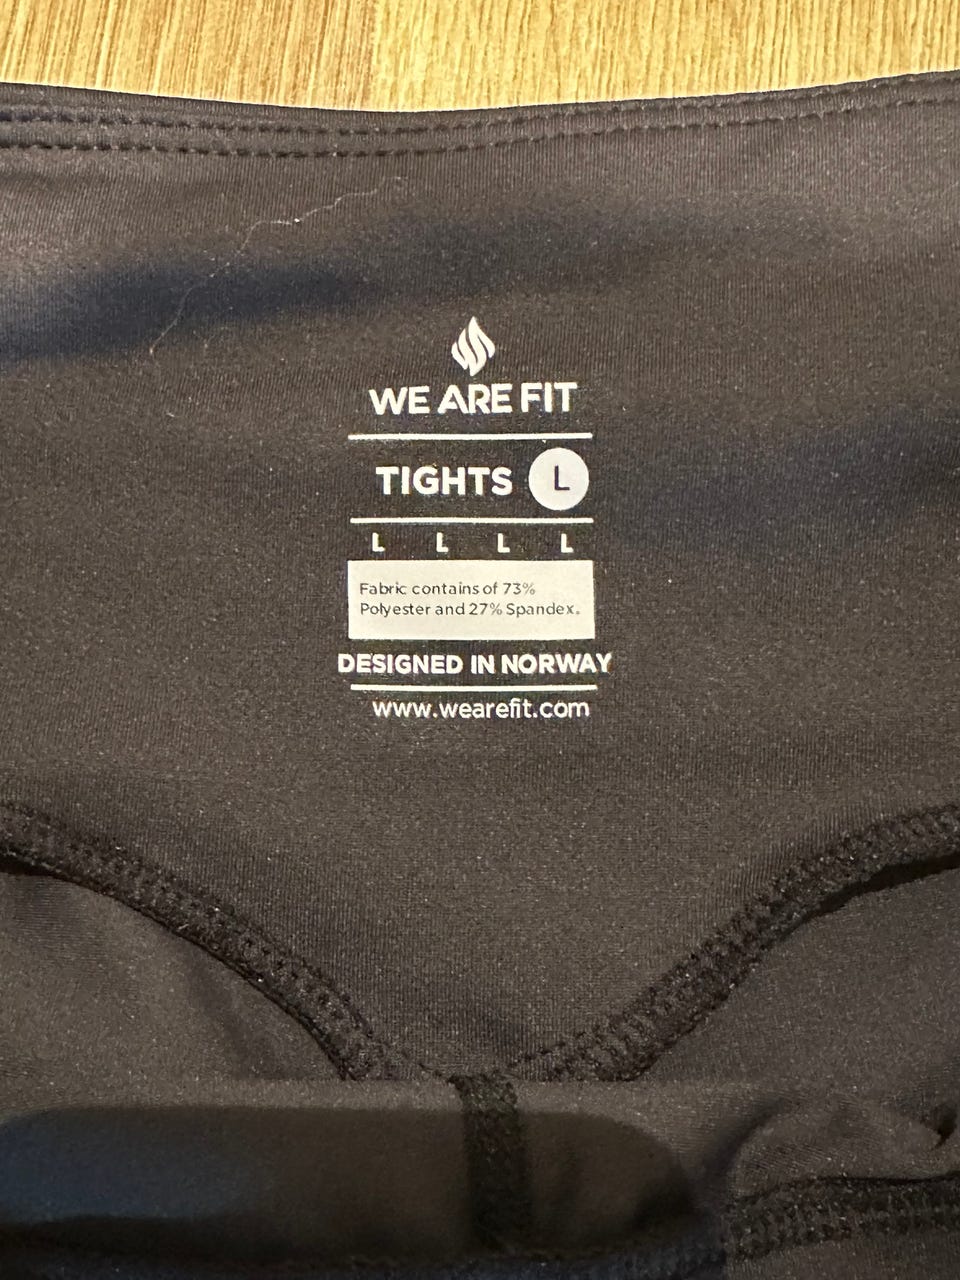 WE ARE FIT
TIGHTS L
L L L L
Fabric contains of 73%
Polyester and 27% Spandex.
DESIGNED IN NORWAY
www.wearefit.com